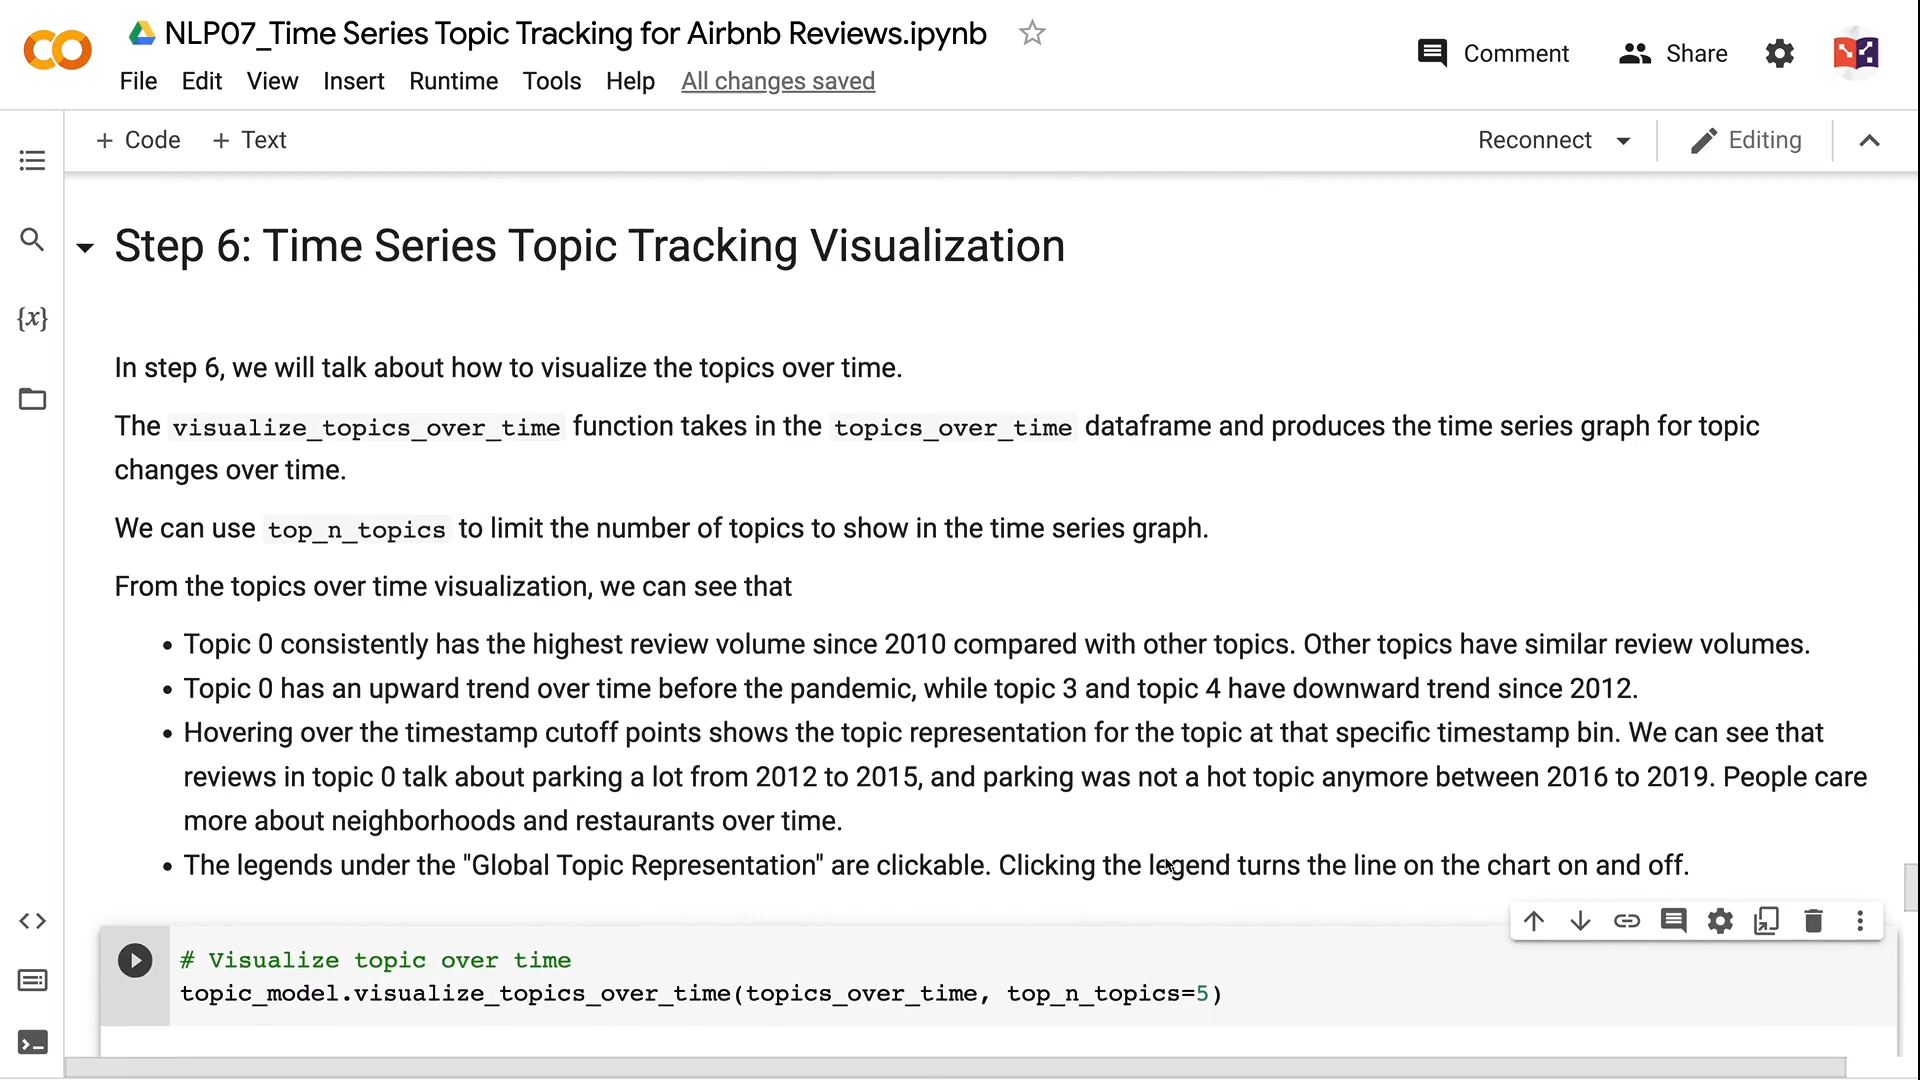 NLP07_Time Series Topic Tracking for Airbnb Reviews.ipynb
Comment
Share
File Edit View Insert Runtime Tools Help All changes saved
+ Code + Text
Reconnect
Editing
Step 6: Time Series Topic Tracking Visualization
{x}
In step 6, we will talk about how to visualize the topics over time.
The visualize_topics_over_time function takes in the topics_over_time dataframe and produces the time series graph for topic
changes over time.
We can use top_n_topics to limit the number of topics to show in the time series graph.
From the topics over time visualization, we can see that
• Topic 0 consistently has the highest review volume since 2010 compared with other topics. Other topics have similar review volumes.
• Topic 0 has an upward trend over time before the pandemic, while topic 3 and topic 4 have downward trend since 2012.
• Hovering over the timestamp cutoff points shows the topic representation for the topic at that specific timestamp bin. We can see that
reviews in topic 0 talk about parking a lot from 2012 to 2015, and parking was not a hot topic anymore between 2016 to 2019. People care
more about neighborhoods and restaurants over time.
• The legends under the "Global Topic Representation" are clickable. Clicking the legend turns the line on the chart on and off.
# Visualize topic over time
topic_model.visualize_topics_over_time(topics_over_time, top_n_topics=5)